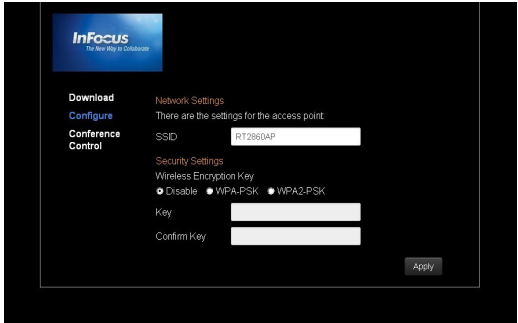 InFocus
The New Way to Collaborate
Download
Configure
Conference
Control
Network Settings
There are the settings for the access point:
SSID RT2860AP
Security Settings
Wireless Encryption Key
Disable WPA-PSK WPA2-PSK
Key
Confirm Key
Apply